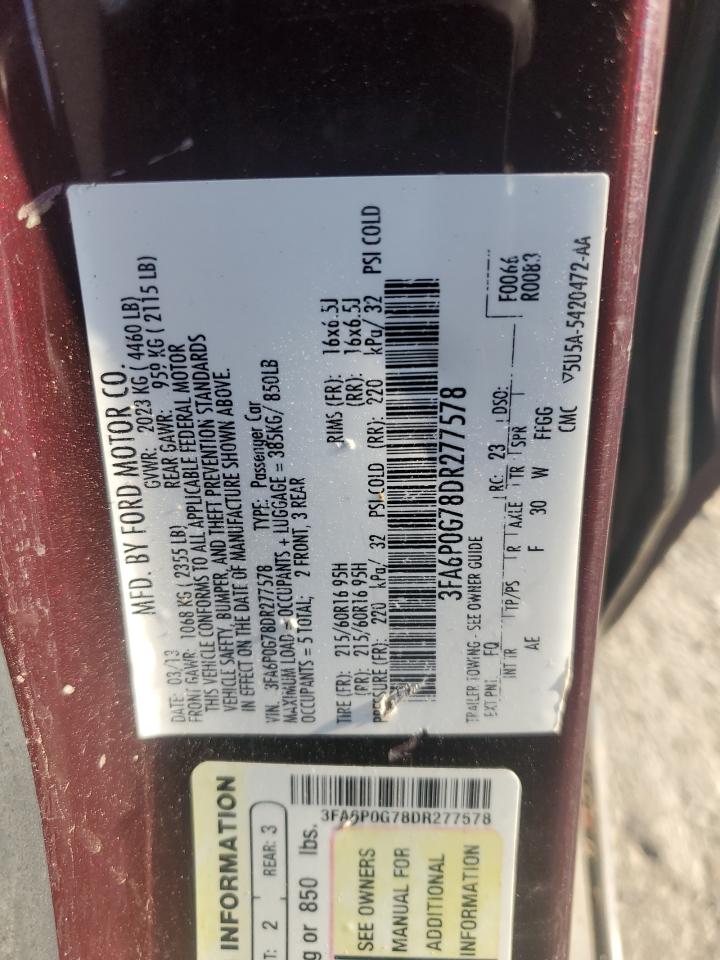 MFD. BY FORD MOTOR CO.
DATE: 03/13 GVWR: 2023 KG ( 4460 LB)
FRONT GAWR: 1068 KG ( 2355 LB) REAR GAWR: 959 KG ( 2115 LB)
THIS VEHICLE CONFORMS TO ALL APPLICABLE FEDERAL MOTOR
VEHICLE SAFETY, BUMPER, AND THEFT PREVENTION STANDARDS
IN EFFECT ON THE DATE OF MANUFACTURE SHOWN ABOVE.
VIN: 3FA6P0G78DR277578 TYPE: Passenger Car
MAXIMUM LOAD = OCCUPANTS + LUGGAGE = 385KG/ 850LB
OCCUPANTS = 5 TOTAL, 2 FRONT, 3 REAR
TIRE (FR): 215/60R16 95H RIMS (FR): 16x6.5J
(RR): 215/60R16 95H (RR): 16x6.5J
PRESSURE (FR): 220 kPa/ 32 PSI COLD (RR): 220 kPa/ 32 PSI COLD
3FA6P0G78DR277578
TRAILER TOWING - SEE OWNER GUIDE
EXT PNT: FQ RC: 23 DSO: F0066
R0083
INT TR TP/PS R AXLE TR SPR
AE F 30 W FFGG
CMC ▽5U5A-5420472-AA
INFORMATION
T: 2 REAR: 3
g or 850 lbs.
3FA6P0G78DR277578
SEE OWNERS
MANUAL FOR
ADDITIONAL
INFORMATION